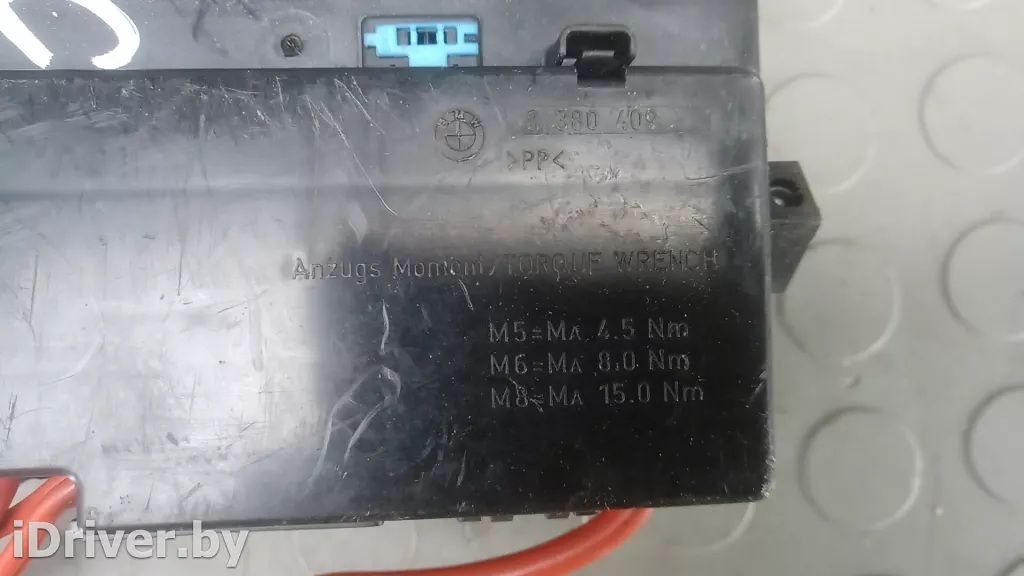 BMW
8 380 409
>PP<
Anzugs Moment/TORQUE WRENCH
M5=MA 4.5 Nm
M6=MA 8.0 Nm
M8=MA 15.0 Nm
iDriver.by